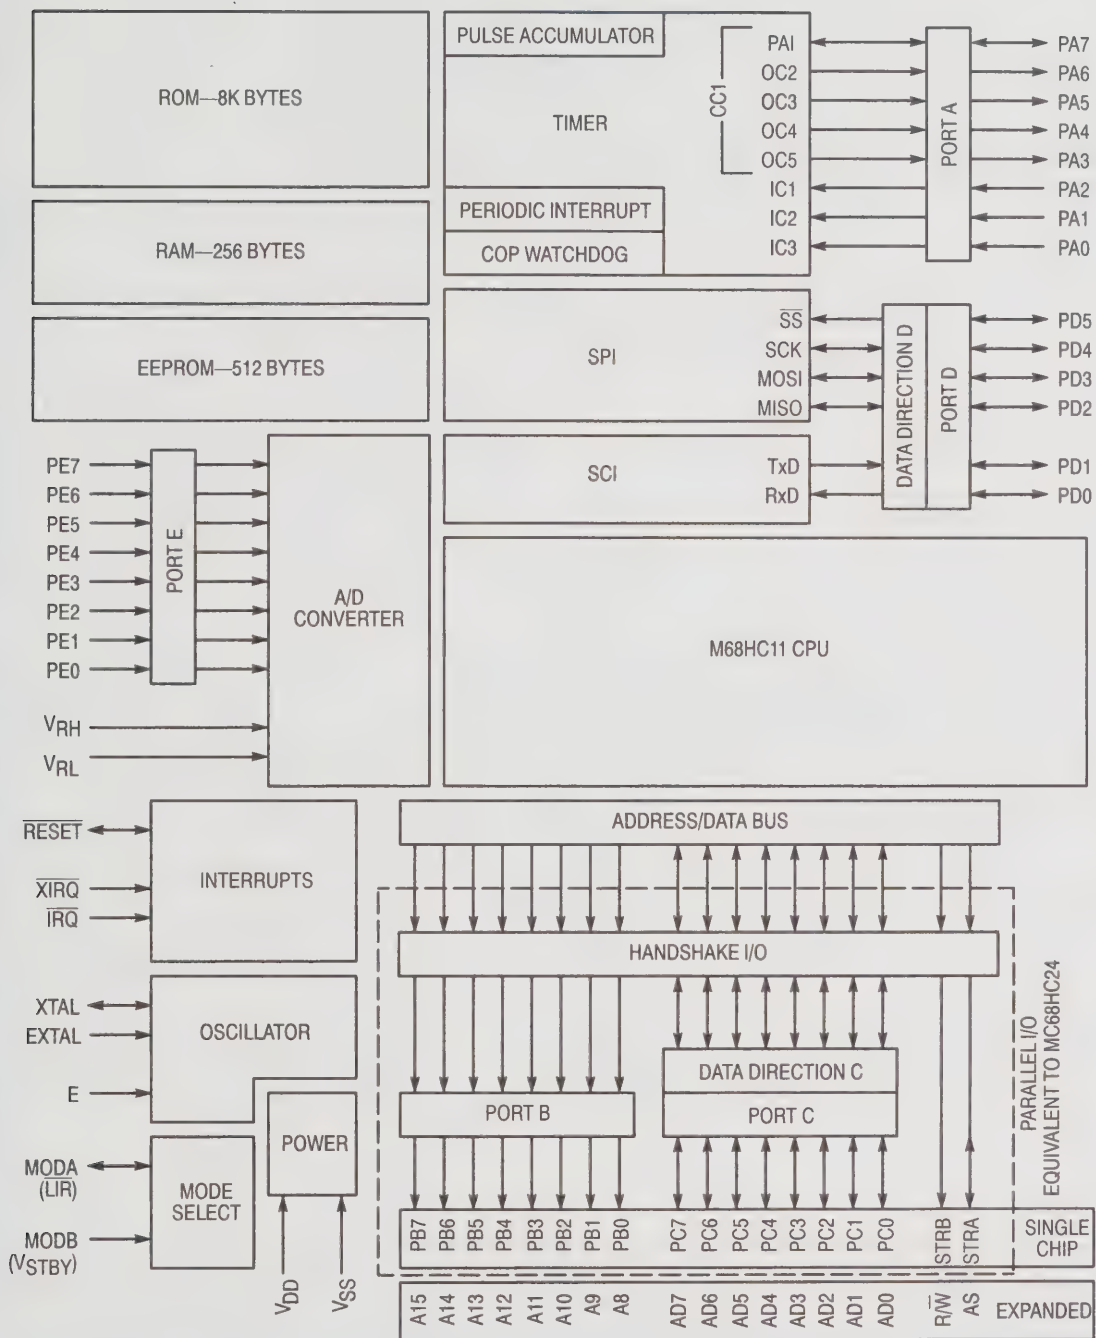 ROM—8K BYTES
RAM—256 BYTES
EEPROM—512 BYTES
PULSE ACCUMULATOR
TIMER
PERIODIC INTERRUPT
COP WATCHDOG
CC1
PAI
OC2
OC3
OC4
OC5
IC1
IC2
IC3
PORT A
PA7
PA6
PA5
PA4
PA3
PA2
PA1
PA0
SPI
S̅S̅
SCK
MOSI
MISO
SCI
TxD
RxD
DATA DIRECTION D
PORT D
PD5
PD4
PD3
PD2
PD1
PD0
PE7
PE6
PE5
PE4
PE3
PE2
PE1
PE0
PORT E
VRH
VRL
A/D
CONVERTER
M68HC11 CPU
R̅E̅S̅E̅T̅
X̅I̅R̅Q̅
I̅R̅Q̅
INTERRUPTS
XTAL
EXTAL
E
OSCILLATOR
MODA
(L̅I̅R̅)
MODB
(VSTBY)
MODE
SELECT
POWER
VDD
VSS
ADDRESS/DATA BUS
HANDSHAKE I/O
DATA DIRECTION C
PORT B
PORT C
PARALLEL I/O
EQUIVALENT TO MC68HC24
PB7
PB6
PB5
PB4
PB3
PB2
PB1
PB0
PC7
PC6
PC5
PC4
PC3
PC2
PC1
PC0
STRB
STRA
SINGLE
CHIP
A15
A14
A13
A12
A11
A10
A9
A8
AD7
AD6
AD5
AD4
AD3
AD2
AD1
AD0
R/W̅
AS
EXPANDED